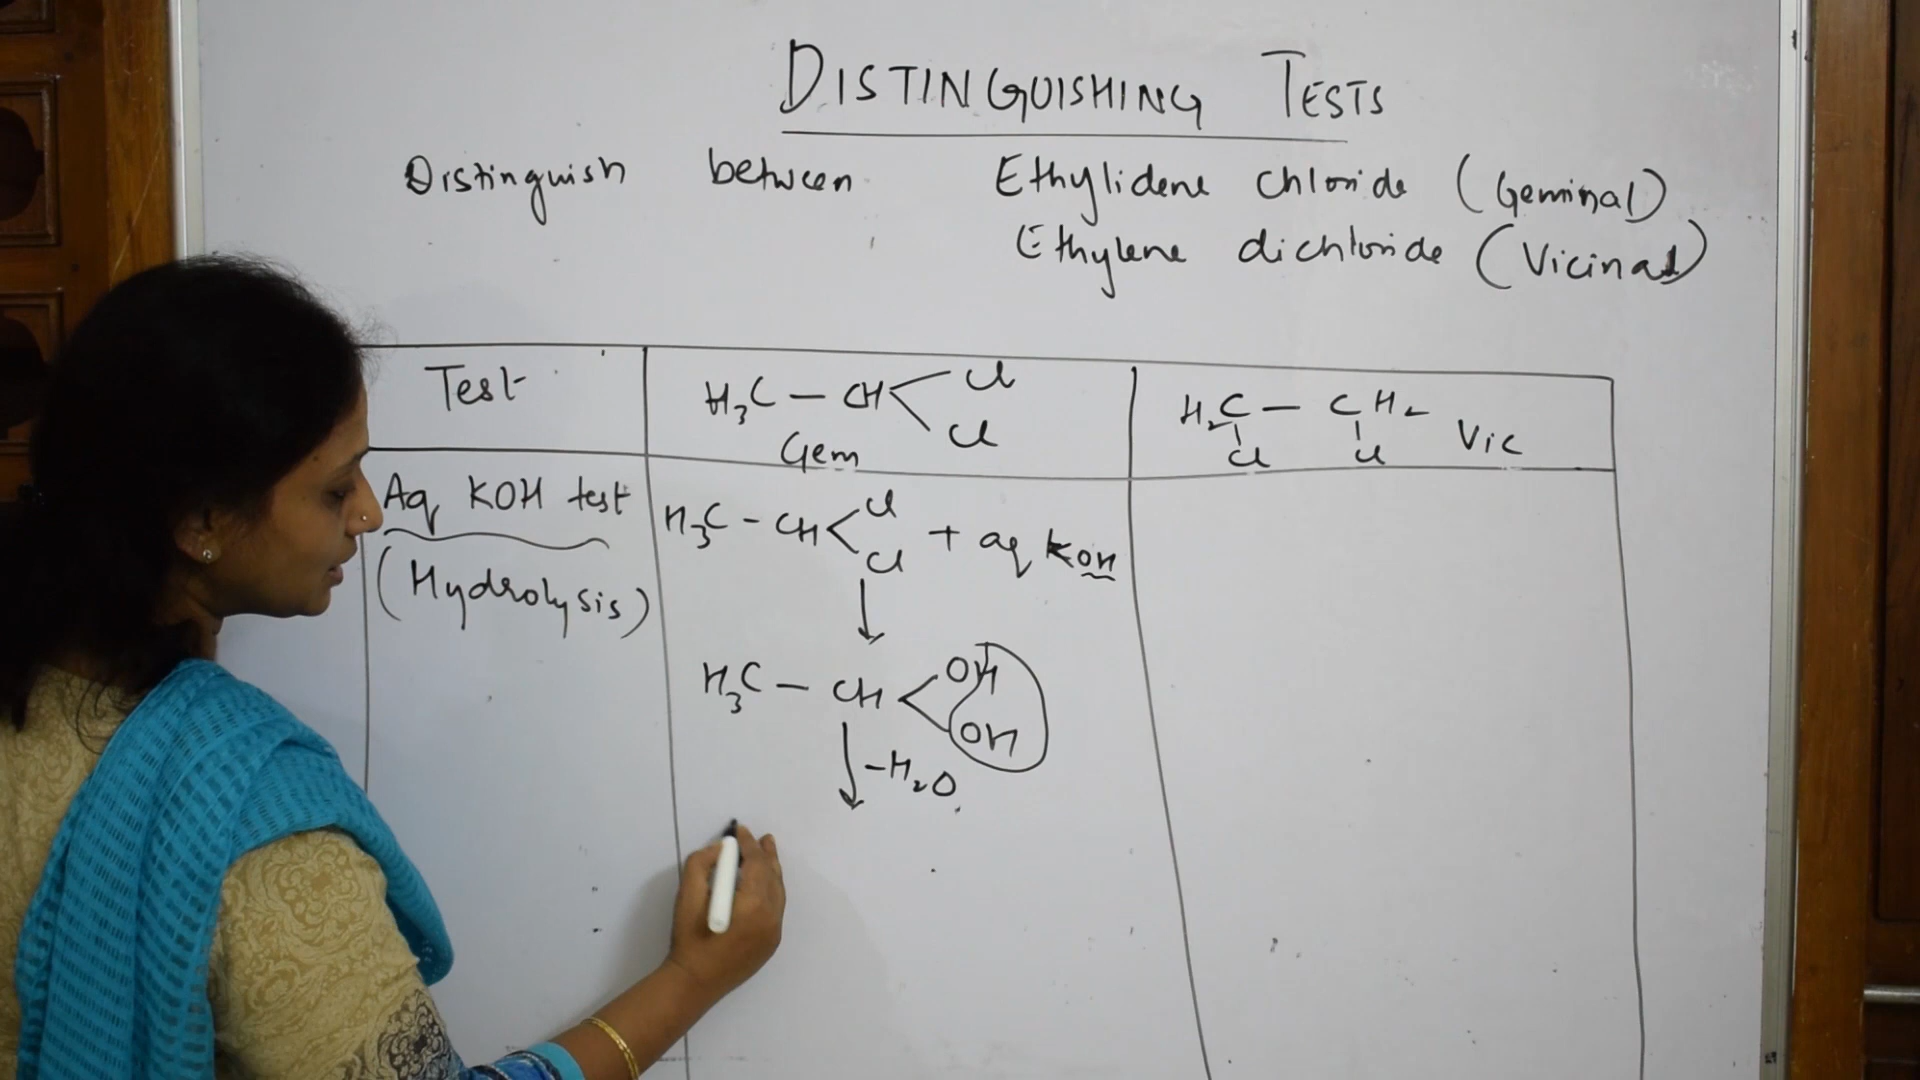 DISTINGUISHING TESTS
Distinguish between Ethylidene chloride (Geminal)
Ethylene dichloride (Vicinal)
Test
H₃C — CH < Cl Cl
Gem
H₂C — CH₂
Cl Cl Vic
Aq KOH test
(Hydrolysis)
H₃C - CH < Cl Cl + aq KOH
↓
H₃C — CH < OH OH
↓ -H₂O